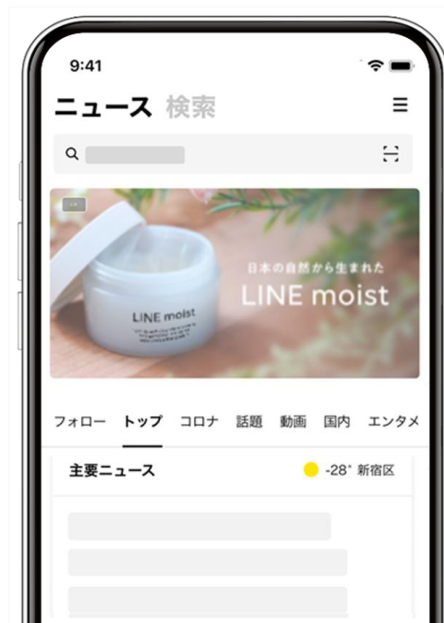 9:41
ニュース 検索
日本の自然から生まれた
LINE moist
LINE moist
フォロー トップ コロナ 話題 動画 国内 エンタメ
主要ニュース -28° 新宿区